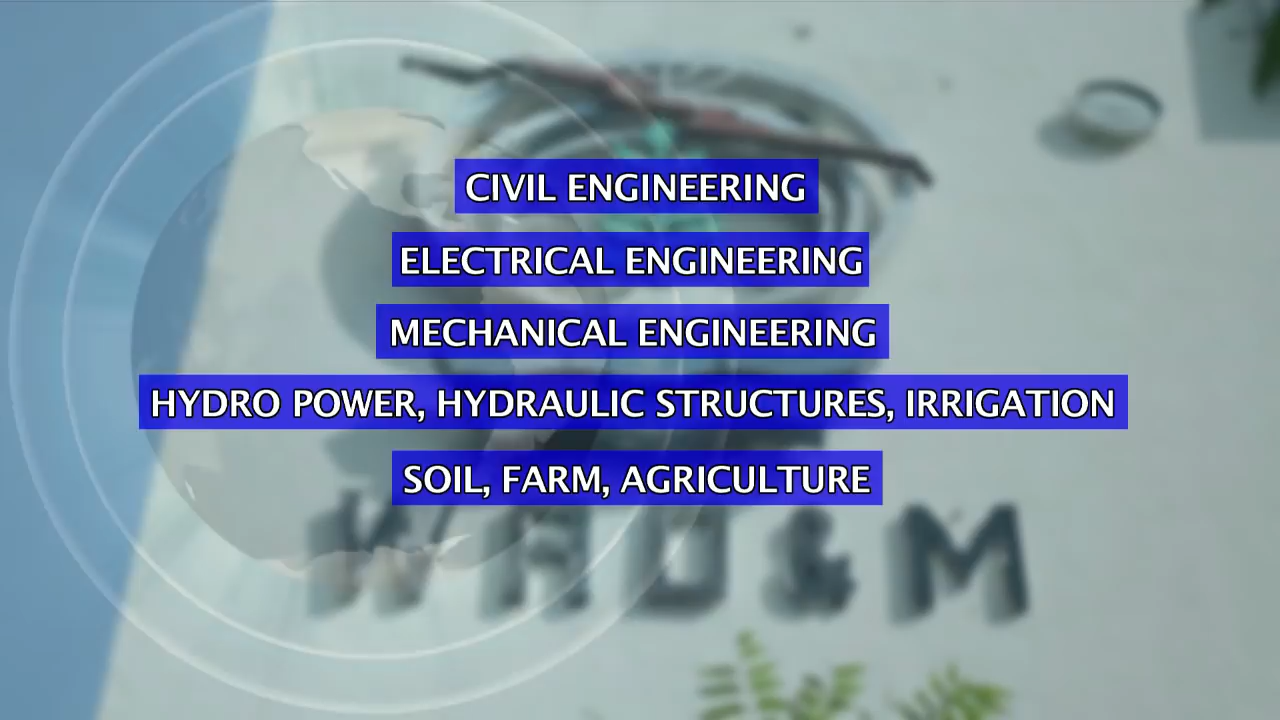 CIVIL ENGINEERING
ELECTRICAL ENGINEERING
MECHANICAL ENGINEERING
HYDRO POWER, HYDRAULIC STRUCTURES, IRRIGATION
SOIL, FARM, AGRICULTURE